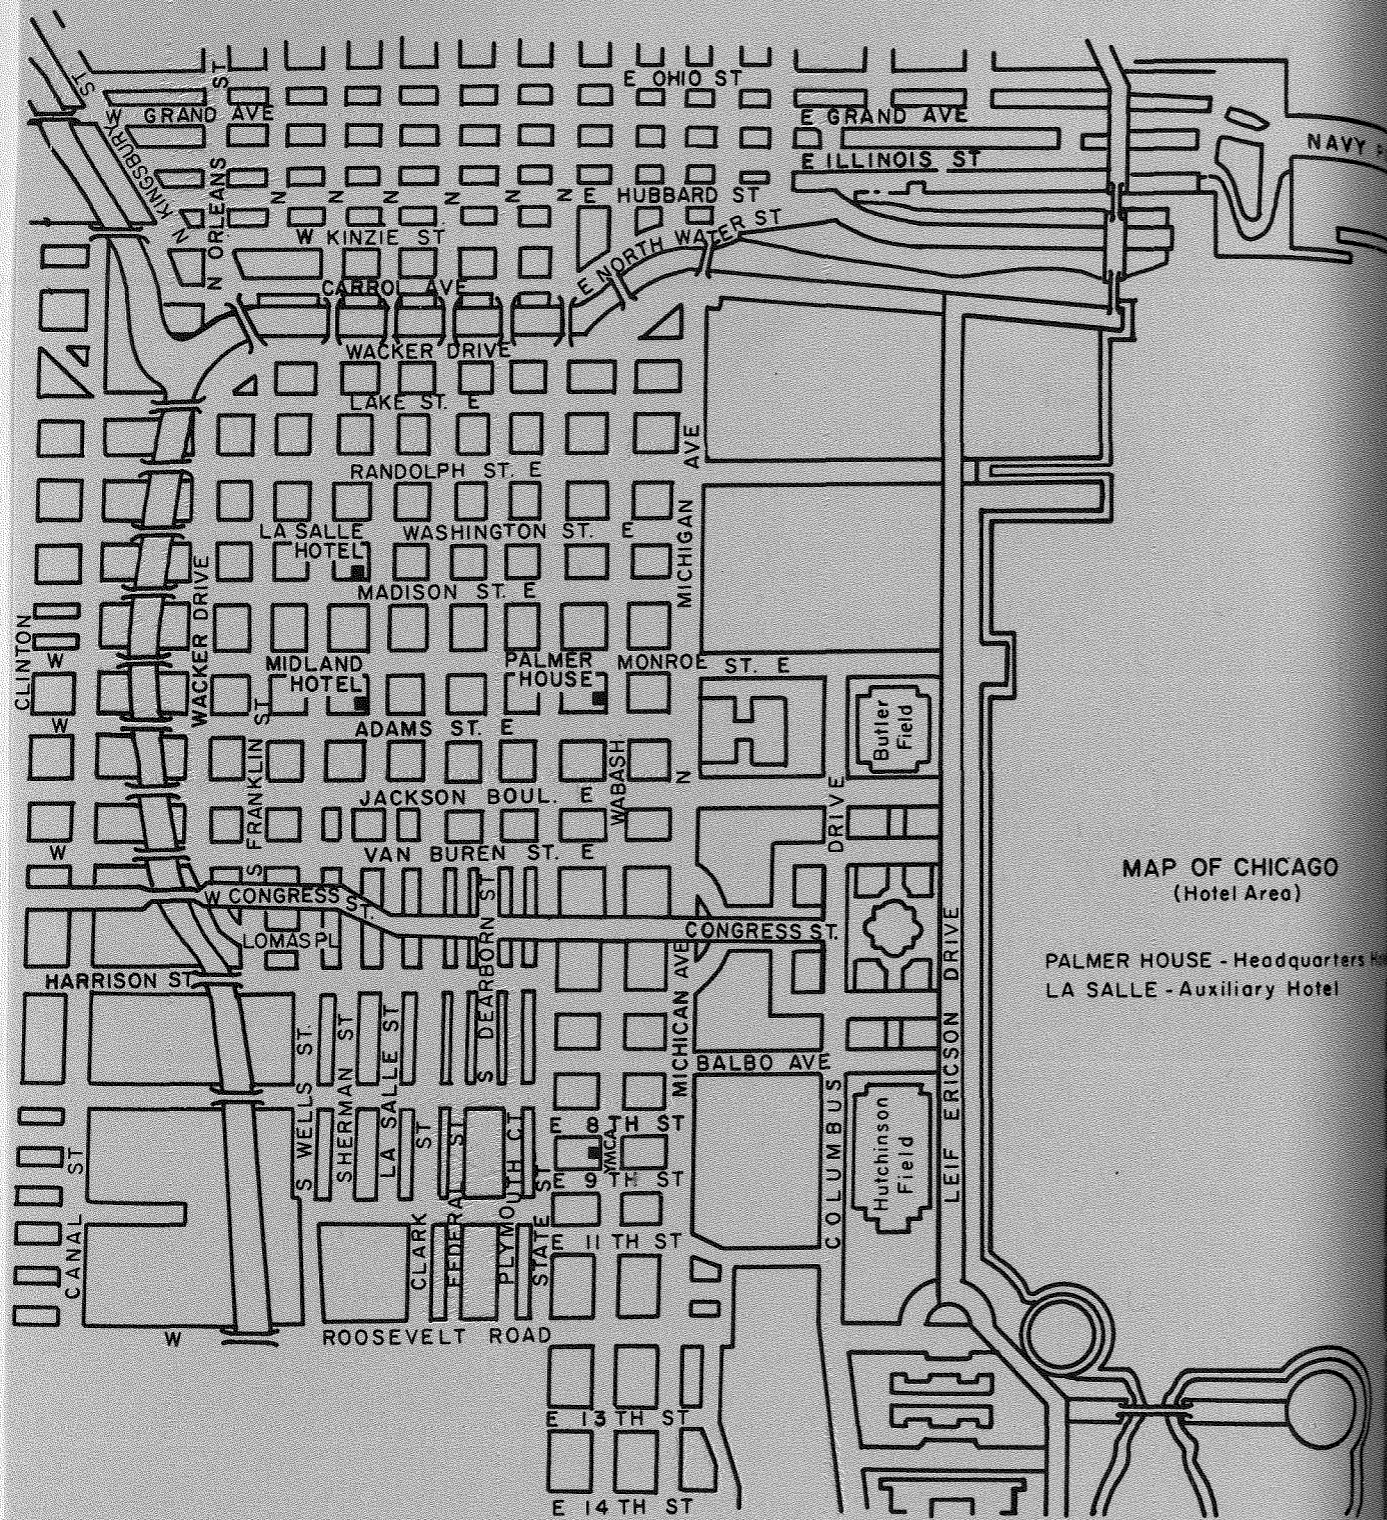 E OHIO ST
ST
W GRAND AVE
E GRAND AVE
NAVY
KINGSBURY
N
N ORLEANS ST
E ILLINOIS ST
N N N N N N
E HUBBARD ST
W KINZIE ST.
E NORTH WATER ST
CARROL AVE
WACKER DRIVE
LAKE ST. E
RANDOLPH ST. E
LA SALLE
HOTEL
WASHINGTON ST. E
MADISON ST. E
N MICHIGAN AVE
CLINTON
W
WACKER DRIVE
MIDLAND
HOTEL
PALMER
HOUSE
MONROE ST. E
W
ADAMS ST. E
Butler
Field
S FRANKLIN ST
WABASH
JACKSON BOUL. E
W
VAN BUREN ST. E
MAP OF CHICAGO
(Hotel Area)
W CONGRESS ST.
CONGRESS ST.
LOMAS PL
PALMER HOUSE - Headquarters
LA SALLE - Auxiliary Hotel
HARRISON ST.
S DEARBORN ST
MICHICAN AVE
BALBO AVE
S WELLS ST.
SHERMAN ST
LA SALLE ST
CLARK ST
FEDERAL ST
PLYMOUTH CT
STATE ST
E 8TH ST
YMCA
E 9TH ST
Hutchinson
Field
COLUMBUS DRIVE
LEIF ERICSON DRIVE
CANAL ST
E 11TH ST
W ROOSEVELT ROAD
E 13TH ST
E 14TH ST